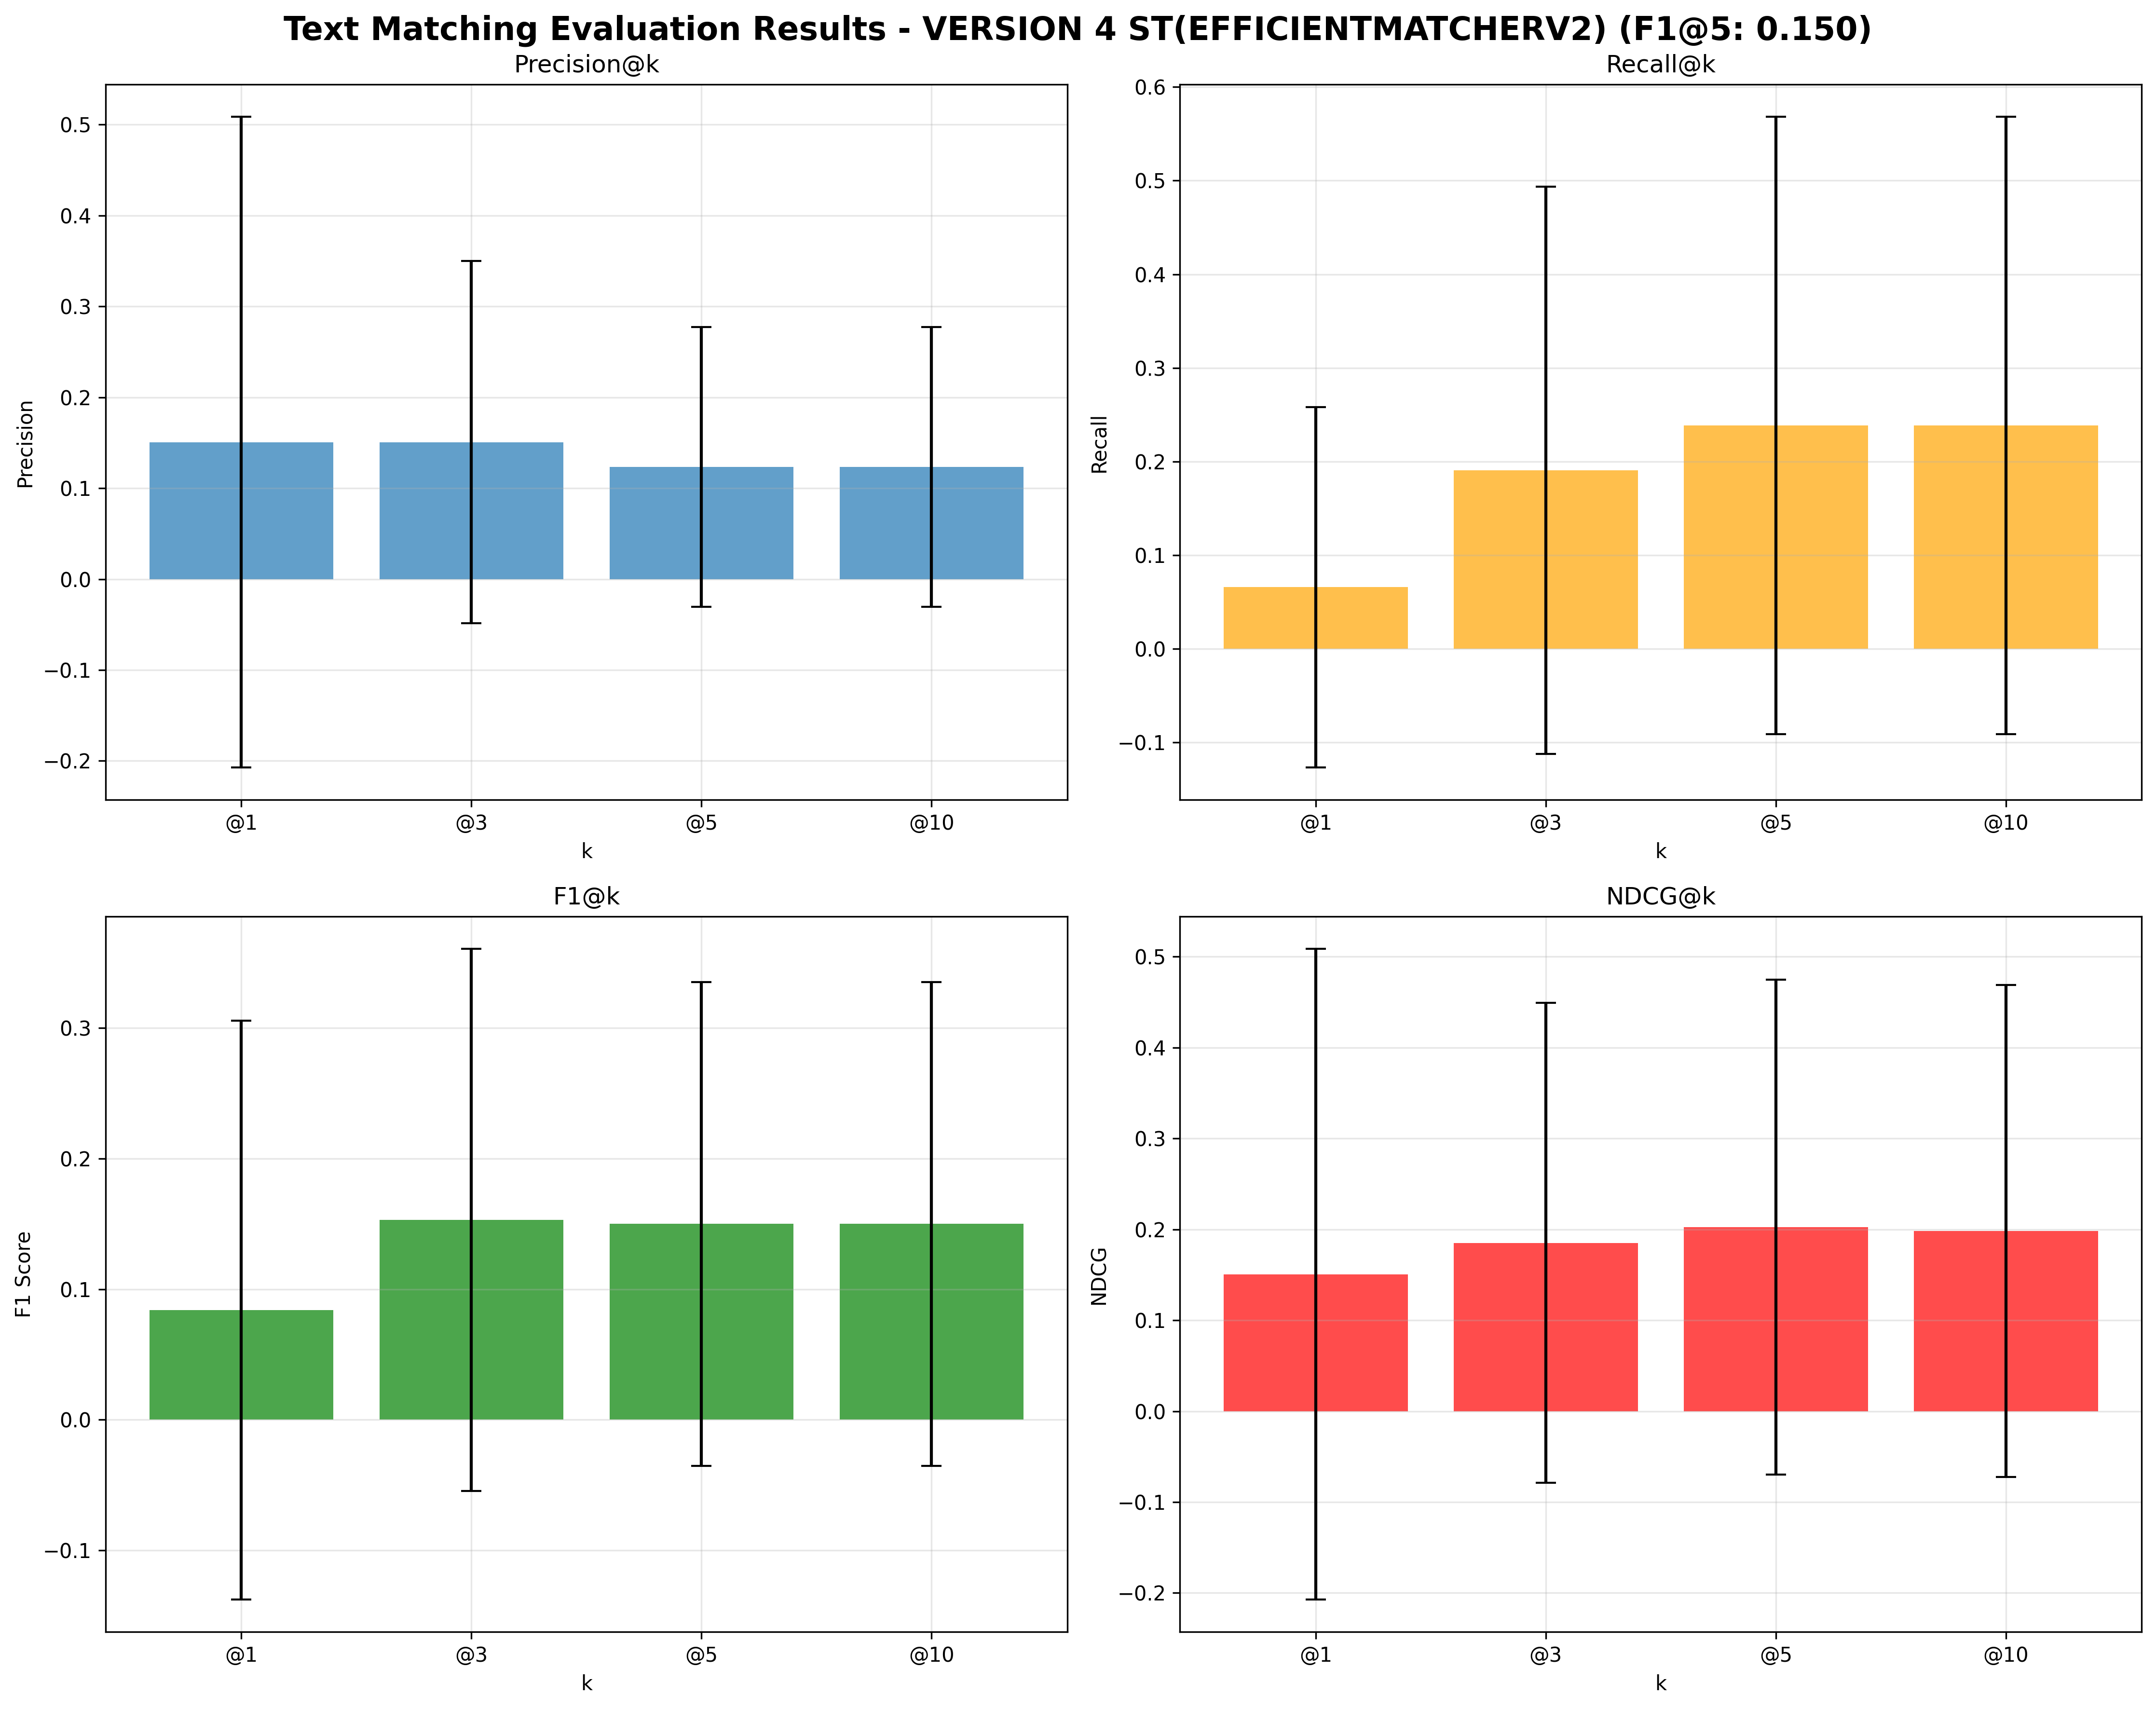 Text Matching Evaluation Results - VERSION 4 ST(EFFICIENTMATCHERV2) (F1@5: 0.150)
Precision@k
0.5
0.4
0.3
0.2
0.1
0.0
−0.1
−0.2
Precision
@1 @3 @5 @10
k
Recall@k
0.6
0.5
0.4
0.3
0.2
0.1
0.0
−0.1
Recall
@1 @3 @5 @10
k
F1@k
0.3
0.2
0.1
0.0
−0.1
F1 Score
@1 @3 @5 @10
k
NDCG@k
0.5
0.4
0.3
0.2
0.1
0.0
−0.1
−0.2
NDCG
@1 @3 @5 @10
k